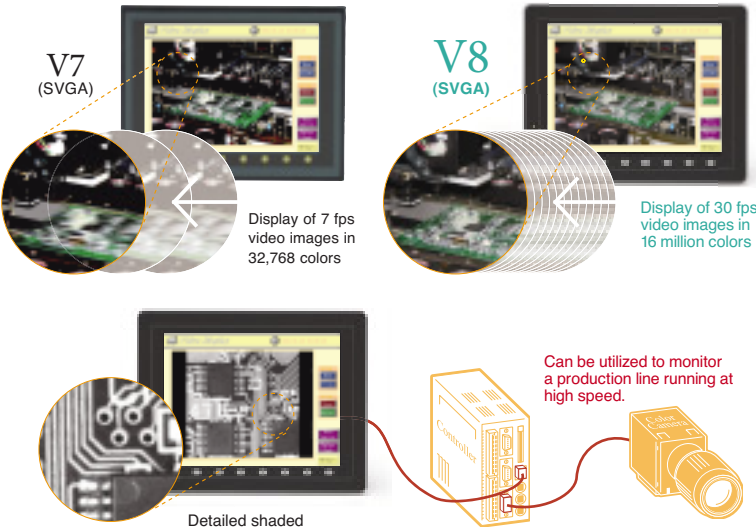 V7
(SVGA)
V8
(SVGA)
Display of 7 fps
video images in
32,768 colors
Display of 30 fps
video images in
16 million colors
Can be utilized to monitor
a production line running at
high speed.
Controller
Color
Camera
Detailed shaded